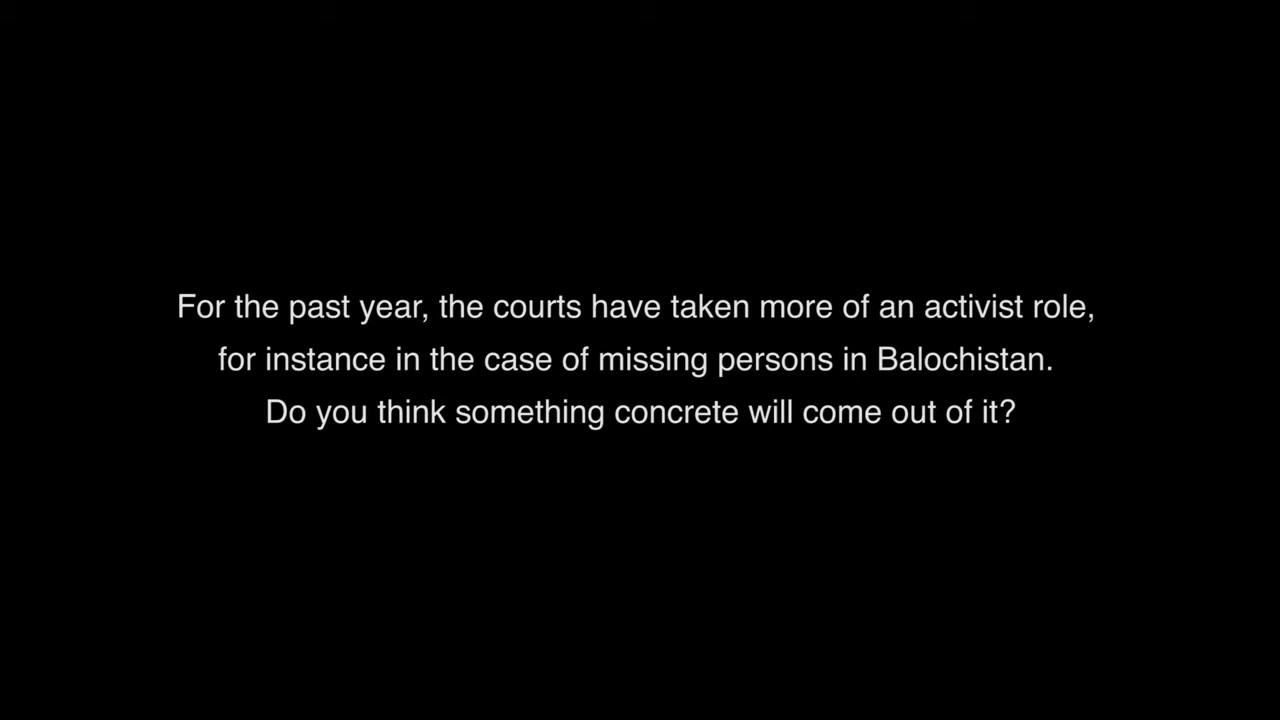 For the past year, the courts have taken more of an activist role,
for instance in the case of missing persons in Balochistan.
Do you think something concrete will come out of it?